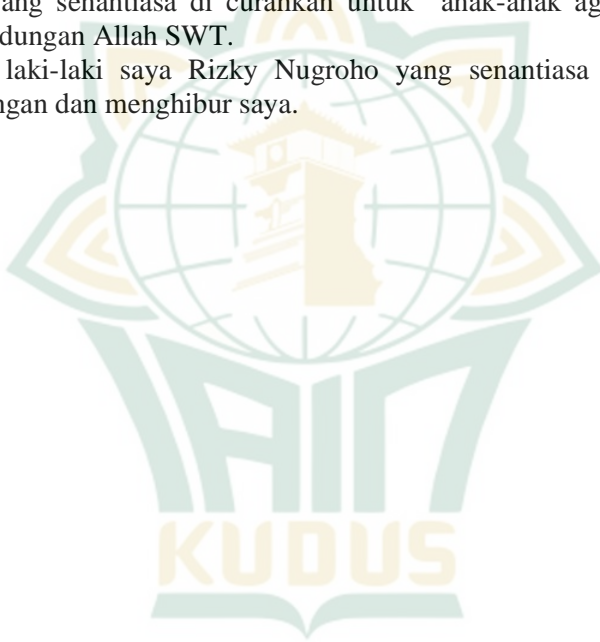 ang senantiasa di curahkan untuk anak-anak ag
dungan Allah SWT.
laki-laki saya Rizky Nugroho yang senantiasa
ngan dan menghibur saya.
IAIN
KUDUS